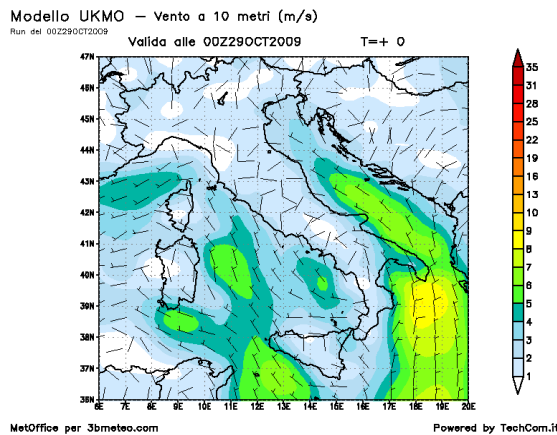 Modello UKMO – Vento a 10 metri (m/s)
Run del 00Z29OCT2009
Valida alle 00Z29OCT2009 T=+ 0
47N
46N
45N
44N
43N
42N
41N
40N
39N
38N
37N
36N
6E 7E 8E 9E 10E 11E 12E 13E 14E 15E 16E 17E 18E 19E 20E
35
31
28
25
22
19
16
13
10
9
8
7
6
5
4
3
2
1
MetOffice per 3bmeteo.com Powered by TechCom.it